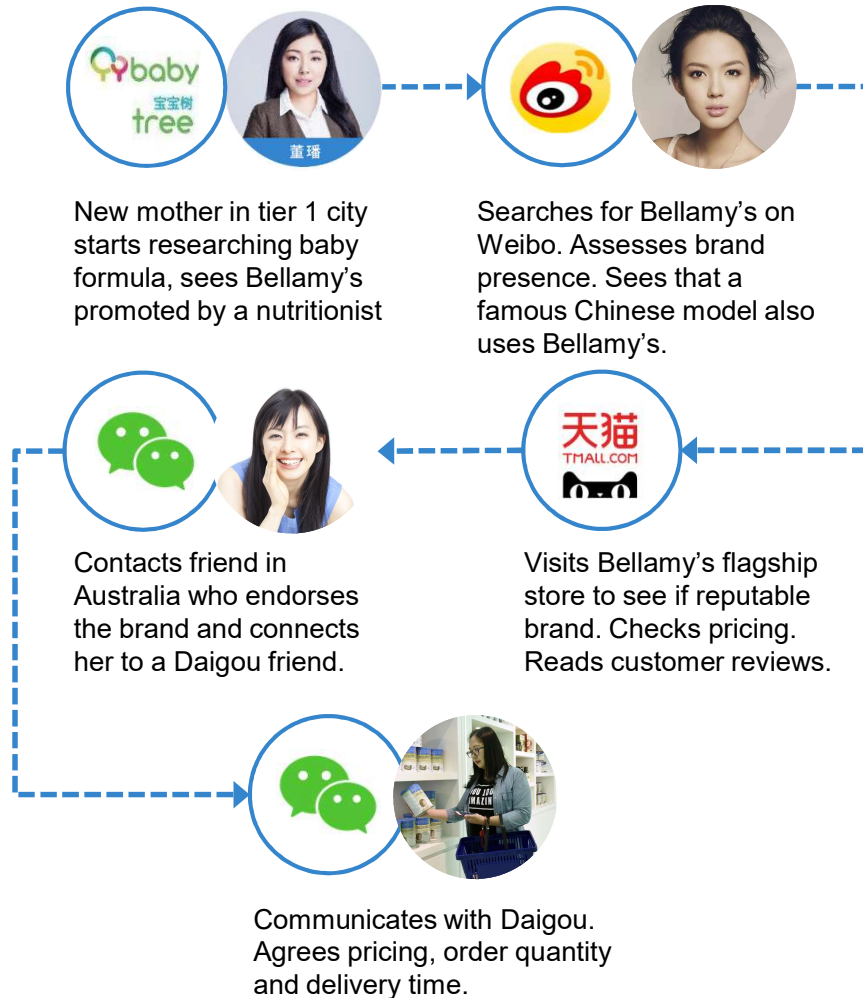 baby
宝宝树
tree
董璠
New mother in tier 1 city
starts researching baby
formula, sees Bellamy’s
promoted by a nutritionist
Searches for Bellamy’s on
Weibo. Assesses brand
presence. Sees that a
famous Chinese model also
uses Bellamy’s.
Contacts friend in
Australia who endorses
the brand and connects
her to a Daigou friend.
天猫
TMALL.COM
Visits Bellamy’s flagship
store to see if reputable
brand. Checks pricing.
Reads customer reviews.
Communicates with Daigou.
Agrees pricing, order quantity
and delivery time.